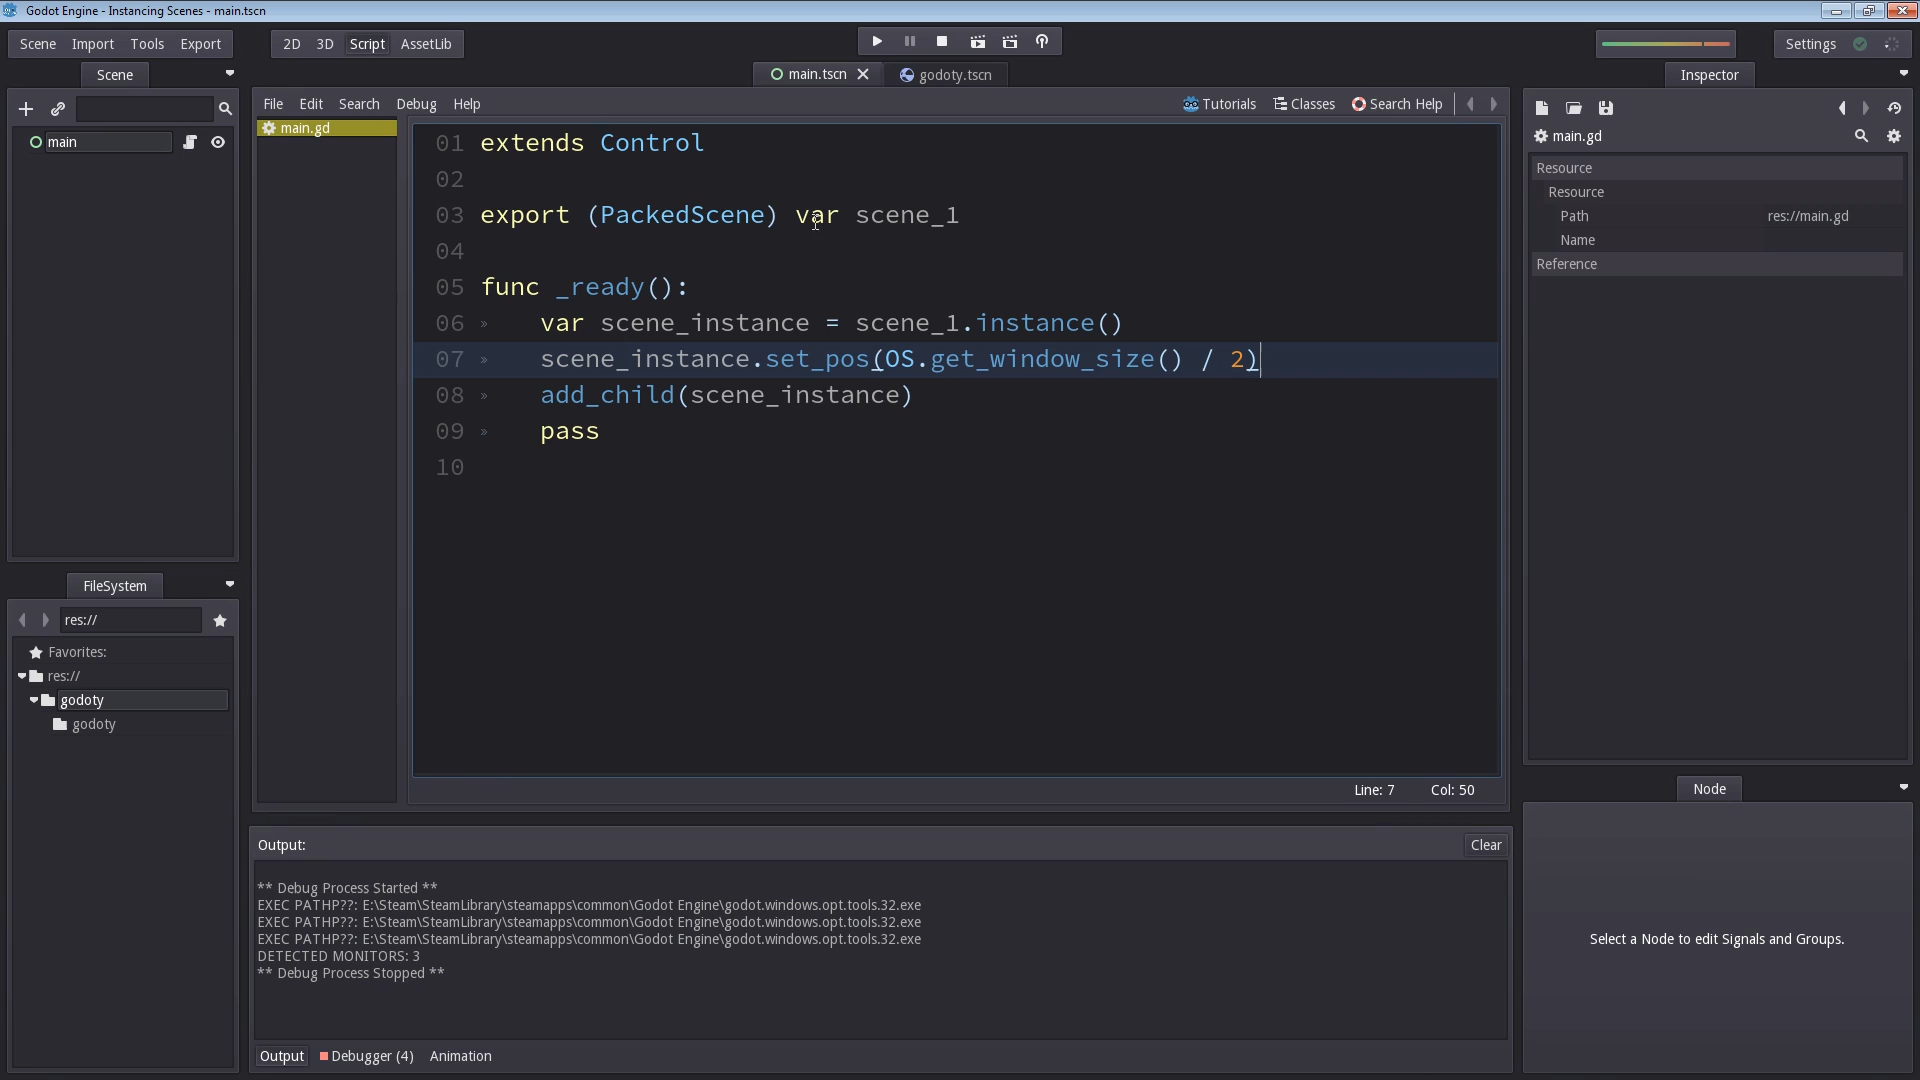 Godot Engine - Instancing Scenes - main.tscn
Scene Import Tools Export
2D 3D Script AssetLib
Settings
Scene
main.tscn
godoty.tscn
Inspector
File Edit Search Debug Help
Tutorials Classes Search Help
main
main.gd
main.gd
01 extends Control
02
03 export (PackedScene) var scene_1
04
05 func _ready():
06 » var scene_instance = scene_1.instance()
07 » scene_instance.set_pos(OS.get_window_size() / 2)
08 » add_child(scene_instance)
09 » pass
10
Line: 7 Col: 50
Resource
Resource
Path res://main.gd
Name
Reference
FileSystem
res://
Favorites:
res://
godoty
godoty
Output:
Clear
** Debug Process Started **
EXEC PATHP??: E:\Steam\SteamLibrary\steamapps\common\Godot Engine\godot.windows.opt.tools.32.exe
EXEC PATHP??: E:\Steam\SteamLibrary\steamapps\common\Godot Engine\godot.windows.opt.tools.32.exe
EXEC PATHP??: E:\Steam\SteamLibrary\steamapps\common\Godot Engine\godot.windows.opt.tools.32.exe
DETECTED MONITORS: 3
** Debug Process Stopped **
Output Debugger (4) Animation
Node
Select a Node to edit Signals and Groups.